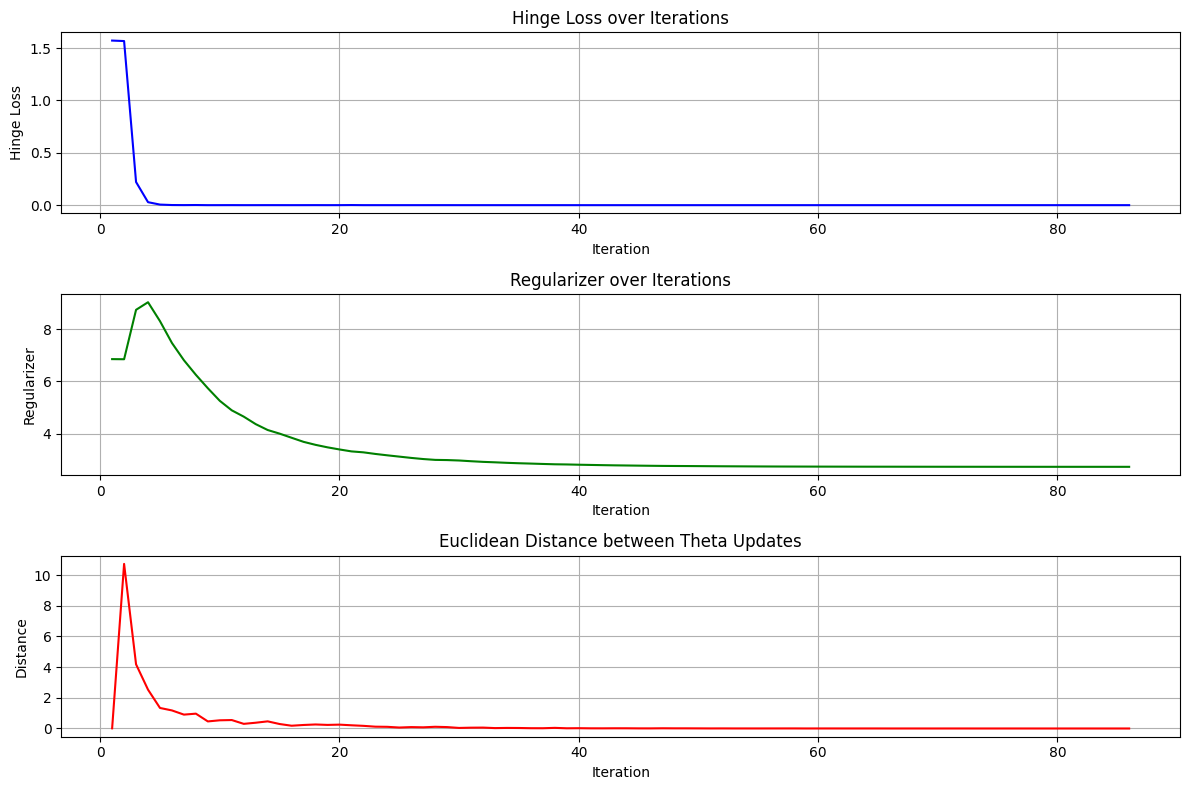 Hinge Loss over Iterations
Hinge Loss
1.5
1.0
0.5
0.0
0 20 40 60 80
Iteration
Regularizer over Iterations
Regularizer
8
6
4
0 20 40 60 80
Iteration
Euclidean Distance between Theta Updates
Distance
10
8
6
4
2
0
0 20 40 60 80
Iteration